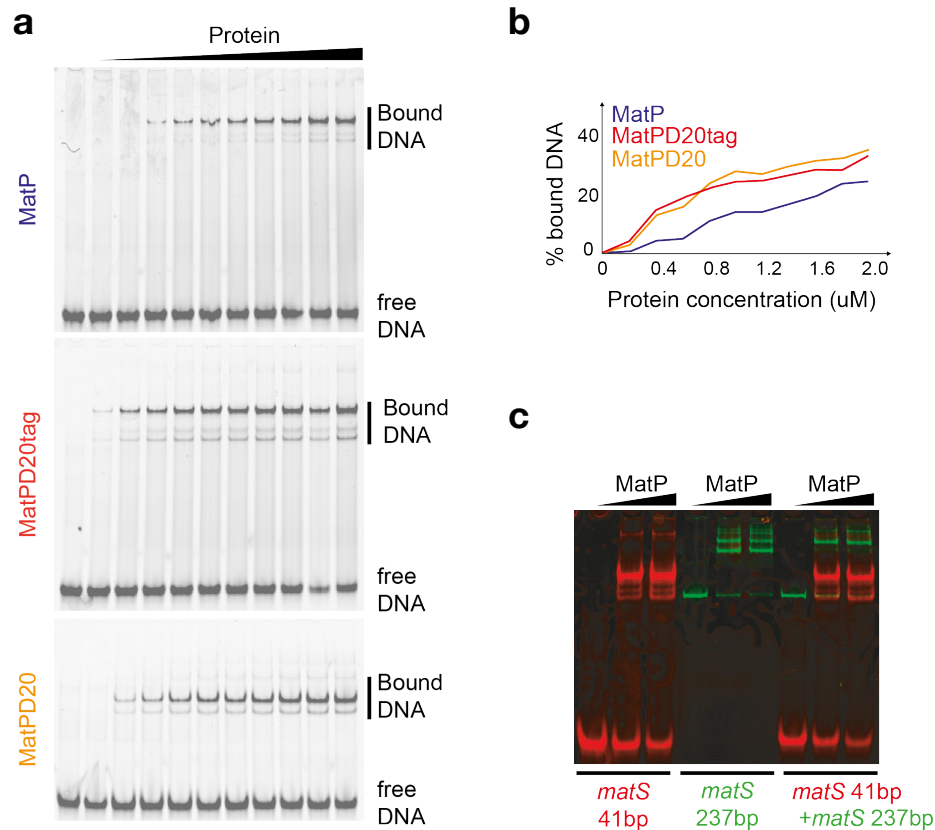 a
Protein
MatP
Bound
DNA
free
DNA
MatPD20tag
Bound
DNA
free
DNA
MatPD20
Bound
DNA
free
DNA
b
% bound DNA
40
20
0
MatP
MatPD20tag
MatPD20
0 0.4 0.8 1.2 1.6 2.0
Protein concentration (uM)
c
MatP MatP MatP
matS
41bp
matS
237bp
matS 41bp
+matS 237bp